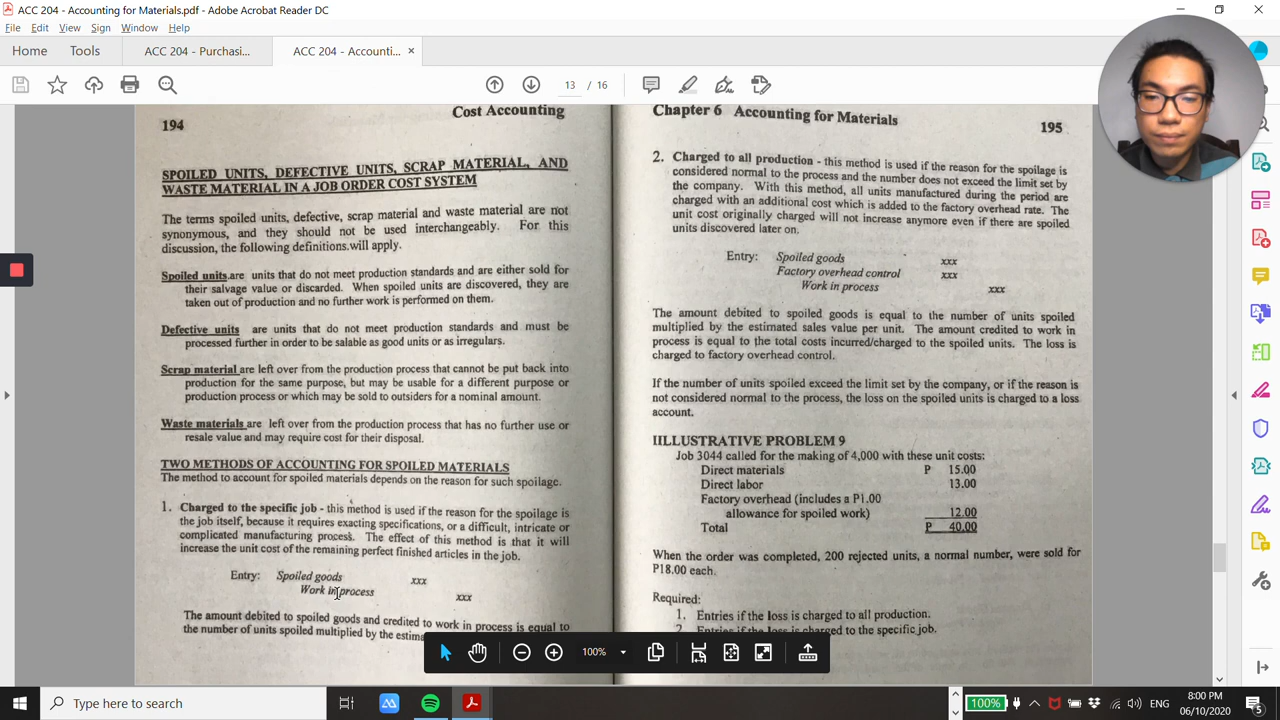 ACC 204 - Accounting for Materials.pdf - Adobe Acrobat Reader DC
File Edit View Sign Window Help
Home Tools ACC 204 - Purchasi... ACC 204 - Accounti... ×
13 / 16
194 Cost Accounting
SPOILED UNITS, DEFECTIVE UNITS, SCRAP MATERIAL, AND
WASTE MATERIAL IN A JOB ORDER COST SYSTEM
The terms spoiled units, defective, scrap material and waste material are not
synonymous, and they should not be used interchangeably. For this
discussion, the following definitions.will apply.
Spoiled units.are units that do not meet production standards and are either sold for
their salvage value or discarded. When spoiled units are discovered, they are
taken out of production and no further work is performed on them.
Defective units are units that do not meet production standards and must be
processed further in order to be salable as good units or as irregulars.
Scrap material are left over from the production process that cannot be put back into
production for the same purpose, but may be usable for a different purpose or
production process or which may be sold to outsiders for a nominal amount.
Waste materials are left over from the production process that has no further use or
resale value and may require cost for their disposal.
TWO METHODS OF ACCOUNTING FOR SPOILED MATERIALS
The method to account for spoiled materials depends on the reason for such spoilage.
1. Charged to the specific job - this method is used if the reason for the spoilage is
the job itself, because it requires exacting specifications, or a difficult, intricate or
complicated manufacturing process. The effect of this method is that it will
increase the unit cost of the remaining perfect finished articles in the job.
Entry: Spoiled goods xxx
Work in process xxx
The amount debited to spoiled goods and credited to work in process is equal to
the number of units spoiled multiplied by the
Chapter 6 Accounting for Materials 195
2. Charged to all production - this method is used if the reason for the spoilage is
considered normal to the process and the number does not exceed the limit set by
the company. With this method, all units manufactured during the period are
charged with an additional cost which is added to the factory overhead rate. The
unit cost originally charged will not increase anymore even if there are spoiled
units discovered later on.
Entry: Spoiled goods xxx
Factory overhead control xxx
Work in process xxx
The amount debited to spoiled goods is equal to the number of units spoiled
multiplied by the estimated sales value per unit. The amount credited to work in
process is equal to the total costs incurred/charged to the spoiled units. The loss is
charged to factory overhead control.
If the number of units spoiled exceed the limit set by the company, or if the reason is
not considered normal to the process, the loss on the spoiled units is charged to a loss
account.
IILLUSTRATIVE PROBLEM 9
Job 3044 called for the making of 4,000 with these unit costs:
Direct materials P 15.00
Direct labor 13.00
Factory overhead (includes a P1.00
allowance for spoiled work) 12.00
Total P 40.00
When the order was completed, 200 rejected units, a normal number, were sold for
P18.00 each.
Required:
1. Entries if the loss is charged to all production.
2. Entries if the loss is charged to the specific job.
100%
Type here to search
100% ENG 8:00 PM
06/10/2020
5